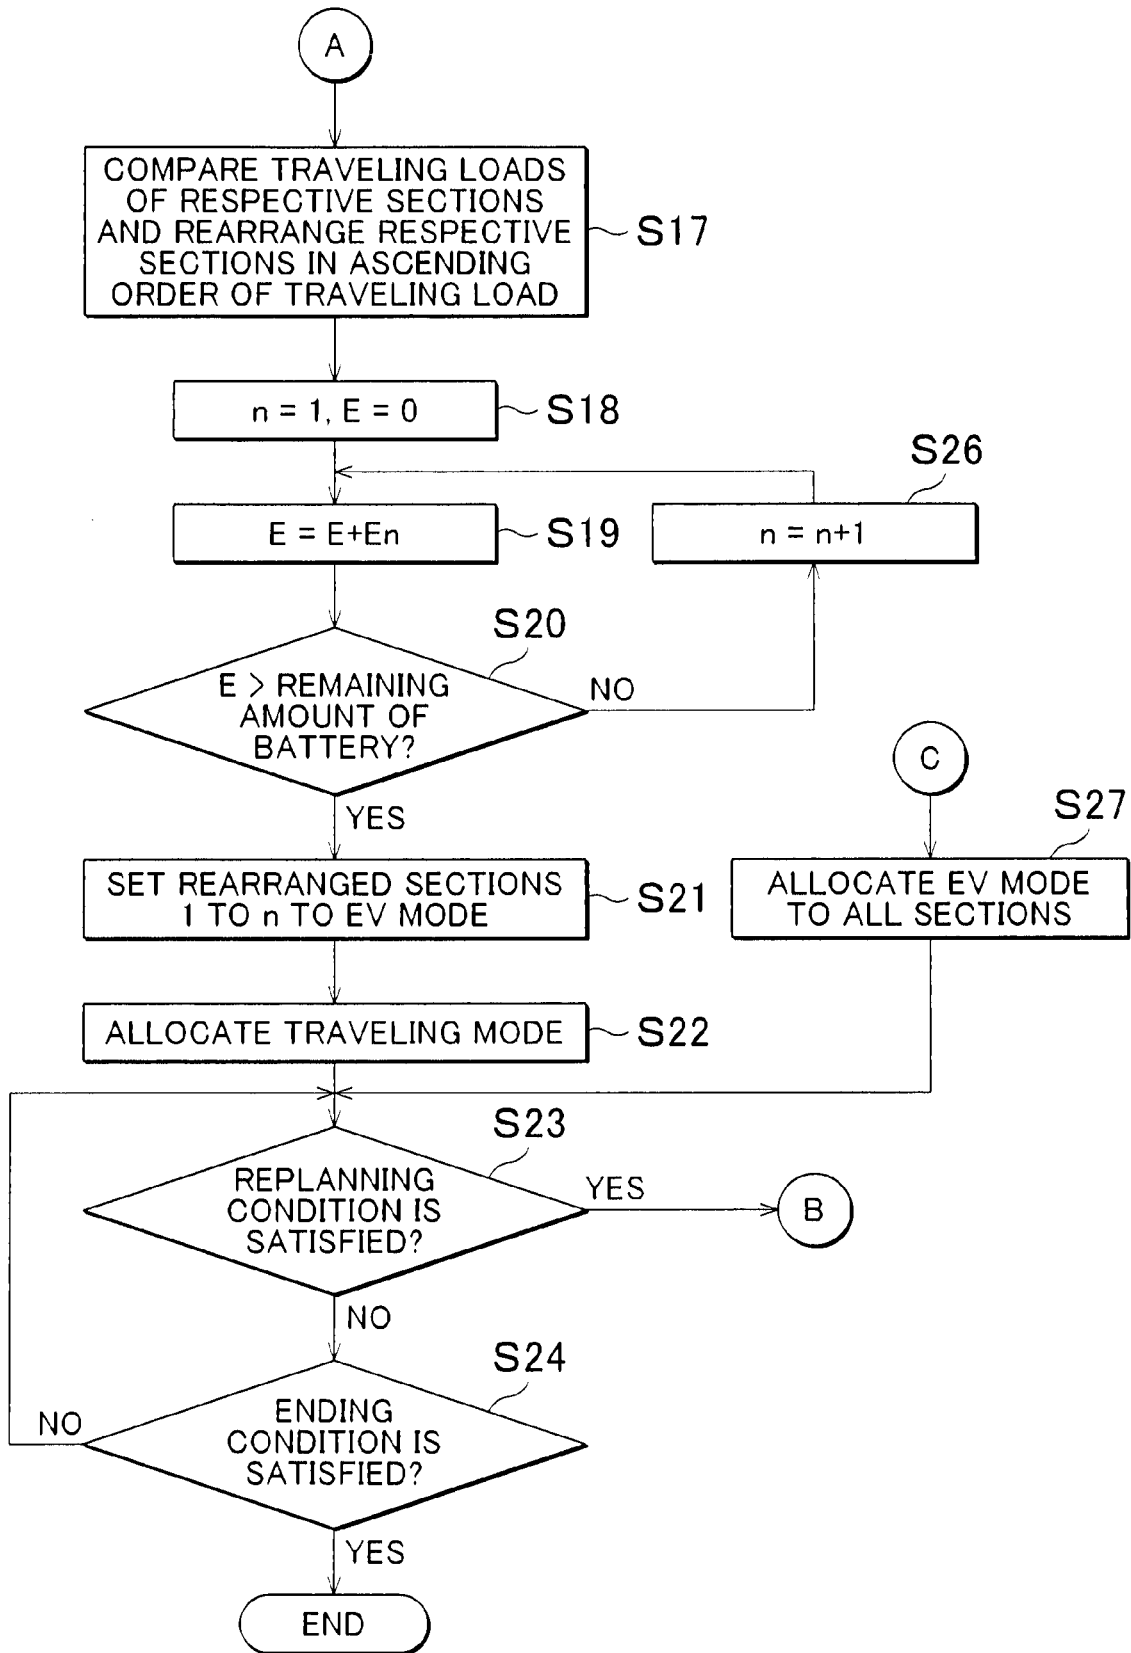 A
COMPARE TRAVELING LOADS
OF RESPECTIVE SECTIONS
AND REARRANGE RESPECTIVE
SECTIONS IN ASCENDING
ORDER OF TRAVELING LOAD
S17
n = 1, E = 0
S18
S26
E = E+En
S19
n = n+1
S20
E > REMAINING
AMOUNT OF
BATTERY?
NO
YES
C
S27
SET REARRANGED SECTIONS
1 TO n TO EV MODE
S21
ALLOCATE EV MODE
TO ALL SECTIONS
ALLOCATE TRAVELING MODE
S22
S23
REPLANNING
CONDITION IS
SATISFIED?
YES
B
NO
S24
ENDING
CONDITION IS
SATISFIED?
NO
YES
END